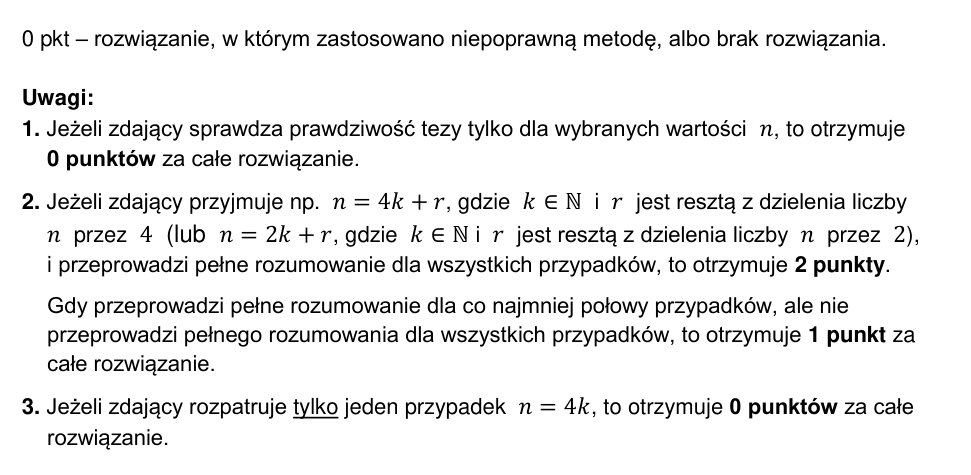 0 pkt – rozwiązanie, w którym zastosowano niepoprawną metodę, albo brak rozwiązania.
Uwagi:
1. Jeżeli zdający sprawdza prawdziwość tezy tylko dla wybranych wartości n, to otrzymuje
0 punktów za całe rozwiązanie.
2. Jeżeli zdający przyjmuje np. n = 4k + r, gdzie k ∈ ℕ i r jest resztą z dzielenia liczby
n przez 4 (lub n = 2k + r, gdzie k ∈ ℕ i r jest resztą z dzielenia liczby n przez 2),
i przeprowadzi pełne rozumowanie dla wszystkich przypadków, to otrzymuje 2 punkty.
Gdy przeprowadzi pełne rozumowanie dla co najmniej połowy przypadków, ale nie
przeprowadzi pełnego rozumowania dla wszystkich przypadków, to otrzymuje 1 punkt za
całe rozwiązanie.
3. Jeżeli zdający rozpatruje tylko jeden przypadek n = 4k, to otrzymuje 0 punktów za całe
rozwiązanie.